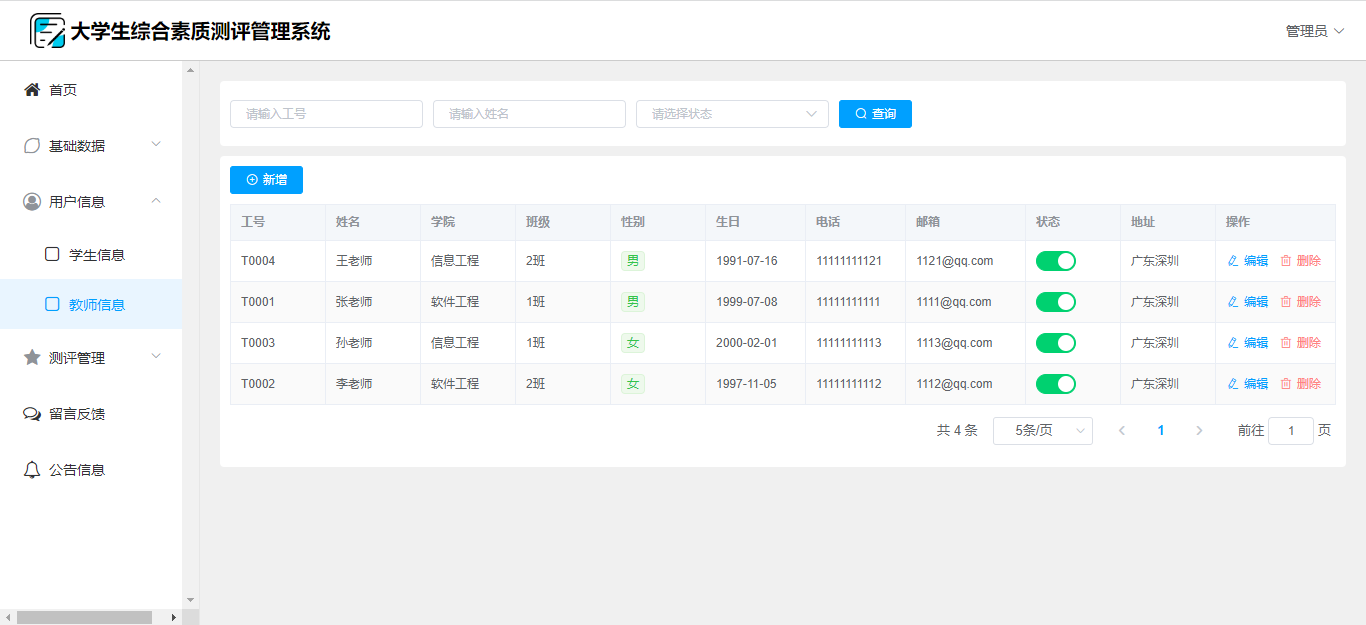 大学生综合素质测评管理系统
管理员
首页
基础数据
用户信息
学生信息
教师信息
测评管理
留言反馈
公告信息
请输入工号 请输入姓名 请选择状态 查询
新增
工号 姓名 学院 班级 性别 生日 电话 邮箱 状态 地址 操作
T0004 王老师 信息工程 2班 男 1991-07-16 11111111121 1121@qq.com 广东深圳 编辑 删除
T0001 张老师 软件工程 1班 男 1999-07-08 11111111111 1111@qq.com 广东深圳 编辑 删除
T0003 孙老师 信息工程 1班 女 2000-02-01 11111111113 1113@qq.com 广东深圳 编辑 删除
T0002 李老师 软件工程 2班 女 1997-11-05 11111111112 1112@qq.com 广东深圳 编辑 删除
共 4 条 5条/页 1 前往 1 页